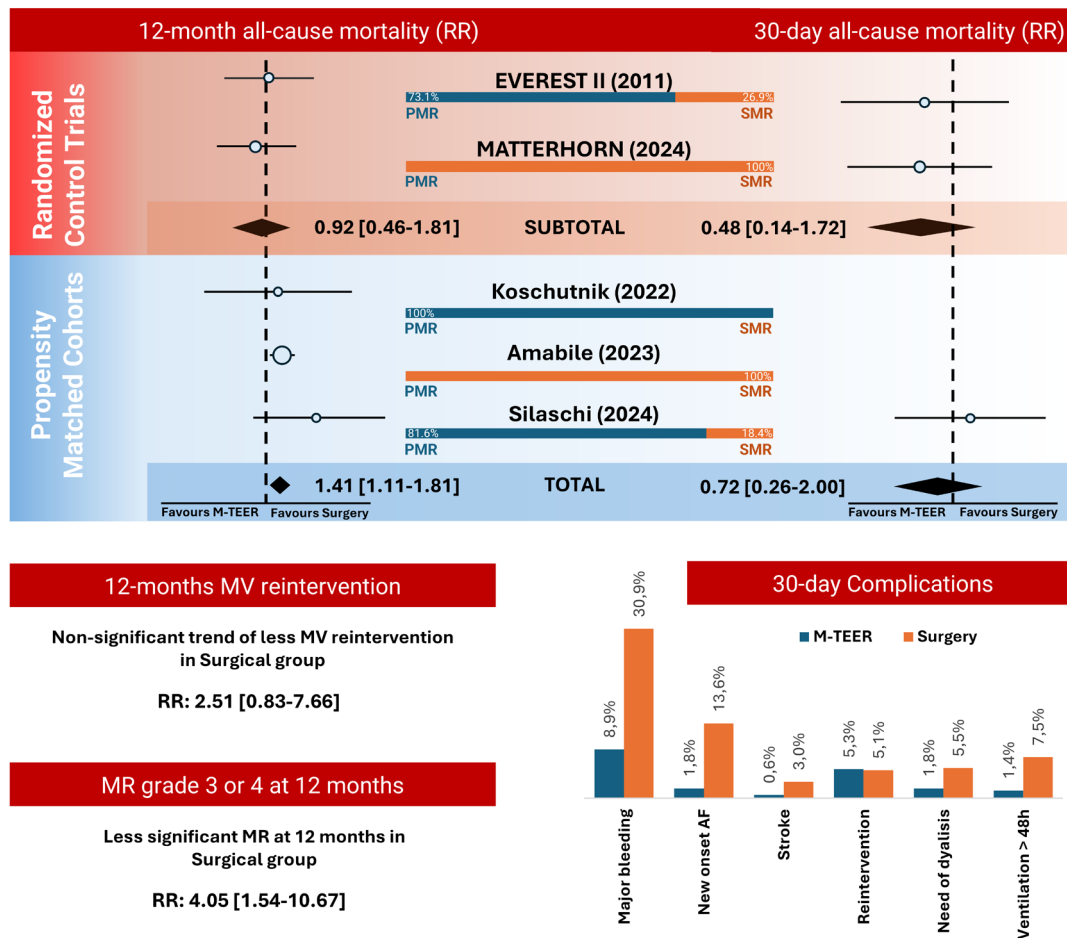 12-month all-cause mortality (RR)
30-day all-cause mortality (RR)
Randomized
Control Trials
EVEREST II (2011)
73.1%
26.9%
PMR
SMR
MATTERHORN (2024)
100%
PMR
SMR
0.92 [0.46-1.81]
SUBTOTAL
0.48 [0.14-1.72]
Propensity
Matched Cohorts
Koschutnik (2022)
100%
PMR
SMR
Amabile (2023)
100%
PMR
SMR
Silaschi (2024)
81.6%
18.4%
PMR
SMR
1.41 [1.11-1.81]
TOTAL
0.72 [0.26-2.00]
Favours M-TEER
Favours Surgery
Favours M-TEER
Favours Surgery
12-months MV reintervention
Non-significant trend of less MV reintervention
in Surgical group
RR: 2.51 [0.83-7.66]
MR grade 3 or 4 at 12 months
Less significant MR at 12 months in
Surgical group
RR: 4.05 [1.54-10.67]
30-day Complications
M-TEER
Surgery
8,9%
30,9%
1,8%
13,6%
0,6%
3,0%
5,3%
5,1%
1,8%
5,5%
1,4%
7,5%
Major bleeding
New onset AF
Stroke
Reintervention
Need of dyalisis
Ventilation > 48h